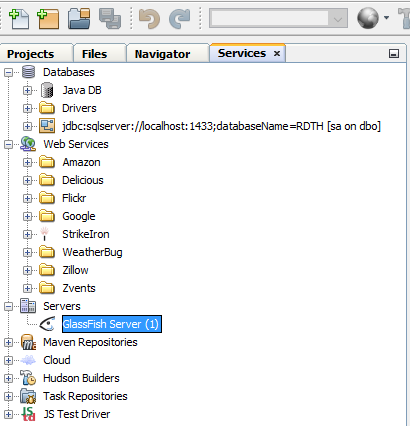 Projects Files Navigator Services ×
Databases
Java DB
Drivers
jdbc:sqlserver://localhost:1433;databaseName=RDTH [sa on dbo]
Web Services
Amazon
Delicious
Flickr
Google
StrikeIron
WeatherBug
Zillow
Zvents
Servers
GlassFish Server (1)
Maven Repositories
Cloud
Hudson Builders
Task Repositories
JS Test Driver